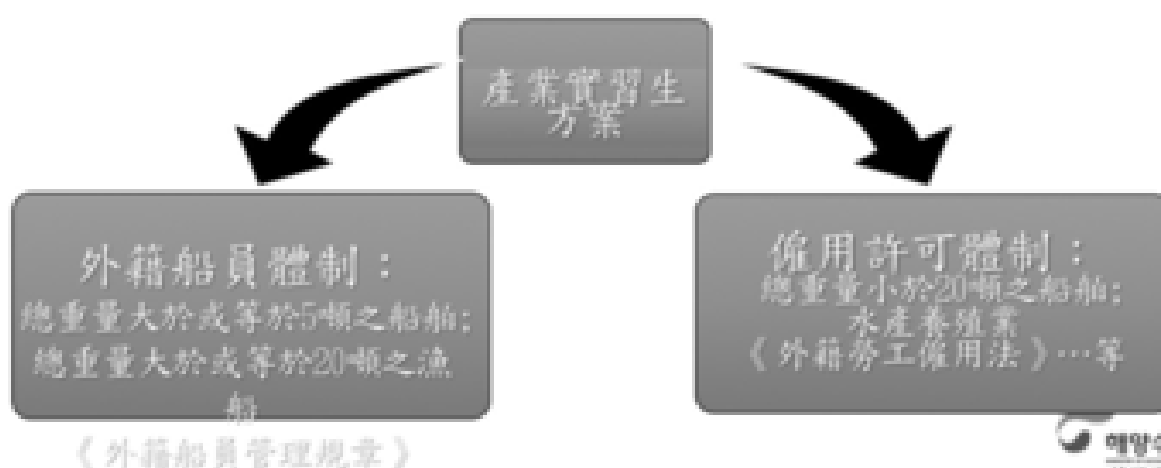 產業實習生
方案
外籍船員體制：
總重量大於或等於5噸之船舶;
總重量大於或等於20噸之漁
船
《外籍船員管理規章》
僱用許可體制：
總重量小於20噸之船舶;
水產養殖業
《外籍勞工僱用法》…等
해양수